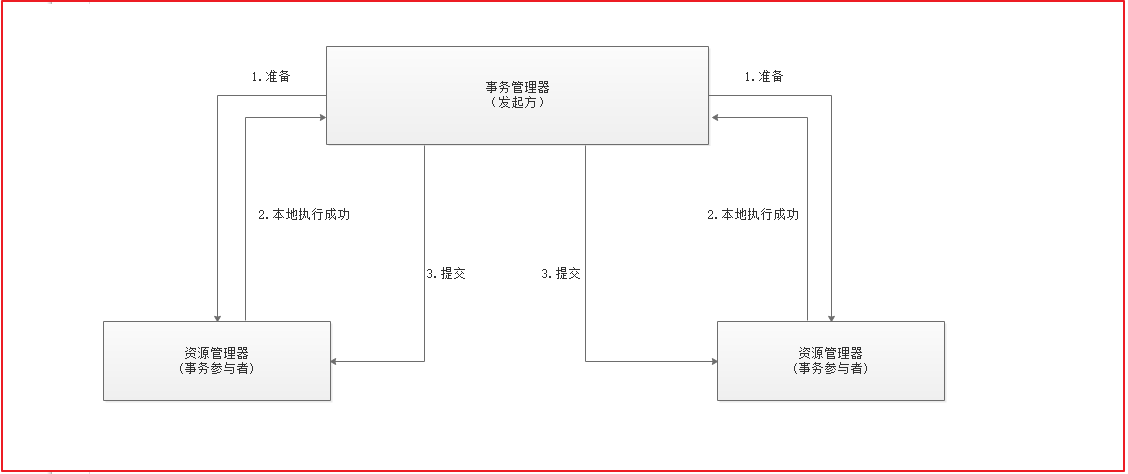 1.准备
1.准备
事务管理器
(发起方)
2.本地执行成功
2.本地执行成功
3.提交
3.提交
资源管理器
(事务参与者)
资源管理器
(事务参与者)